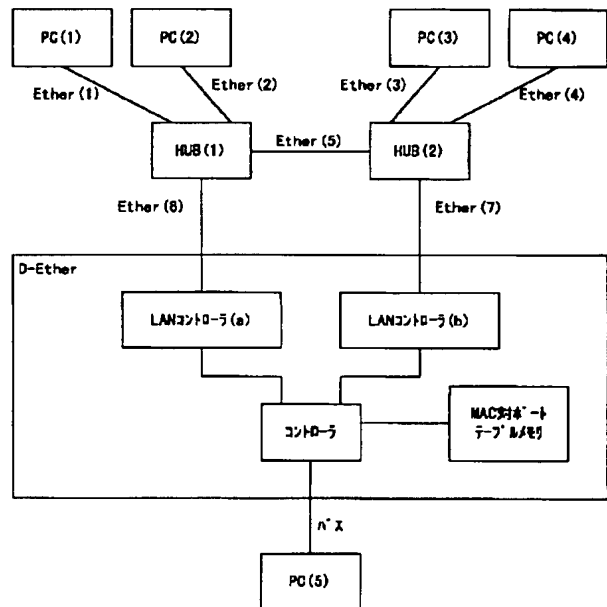 PC(1)
PC(2)
PC(3)
PC(4)
Ether(1)
Ether(2)
Ether(3)
Ether(4)
HUB(1)
Ether(5)
HUB(2)
Ether(6)
Ether(7)
D-Ether
LANコントローラ(a)
LANコントローラ(b)
コントローラ
MAC対ポート
テーブルメモリ
バス
PC(5)